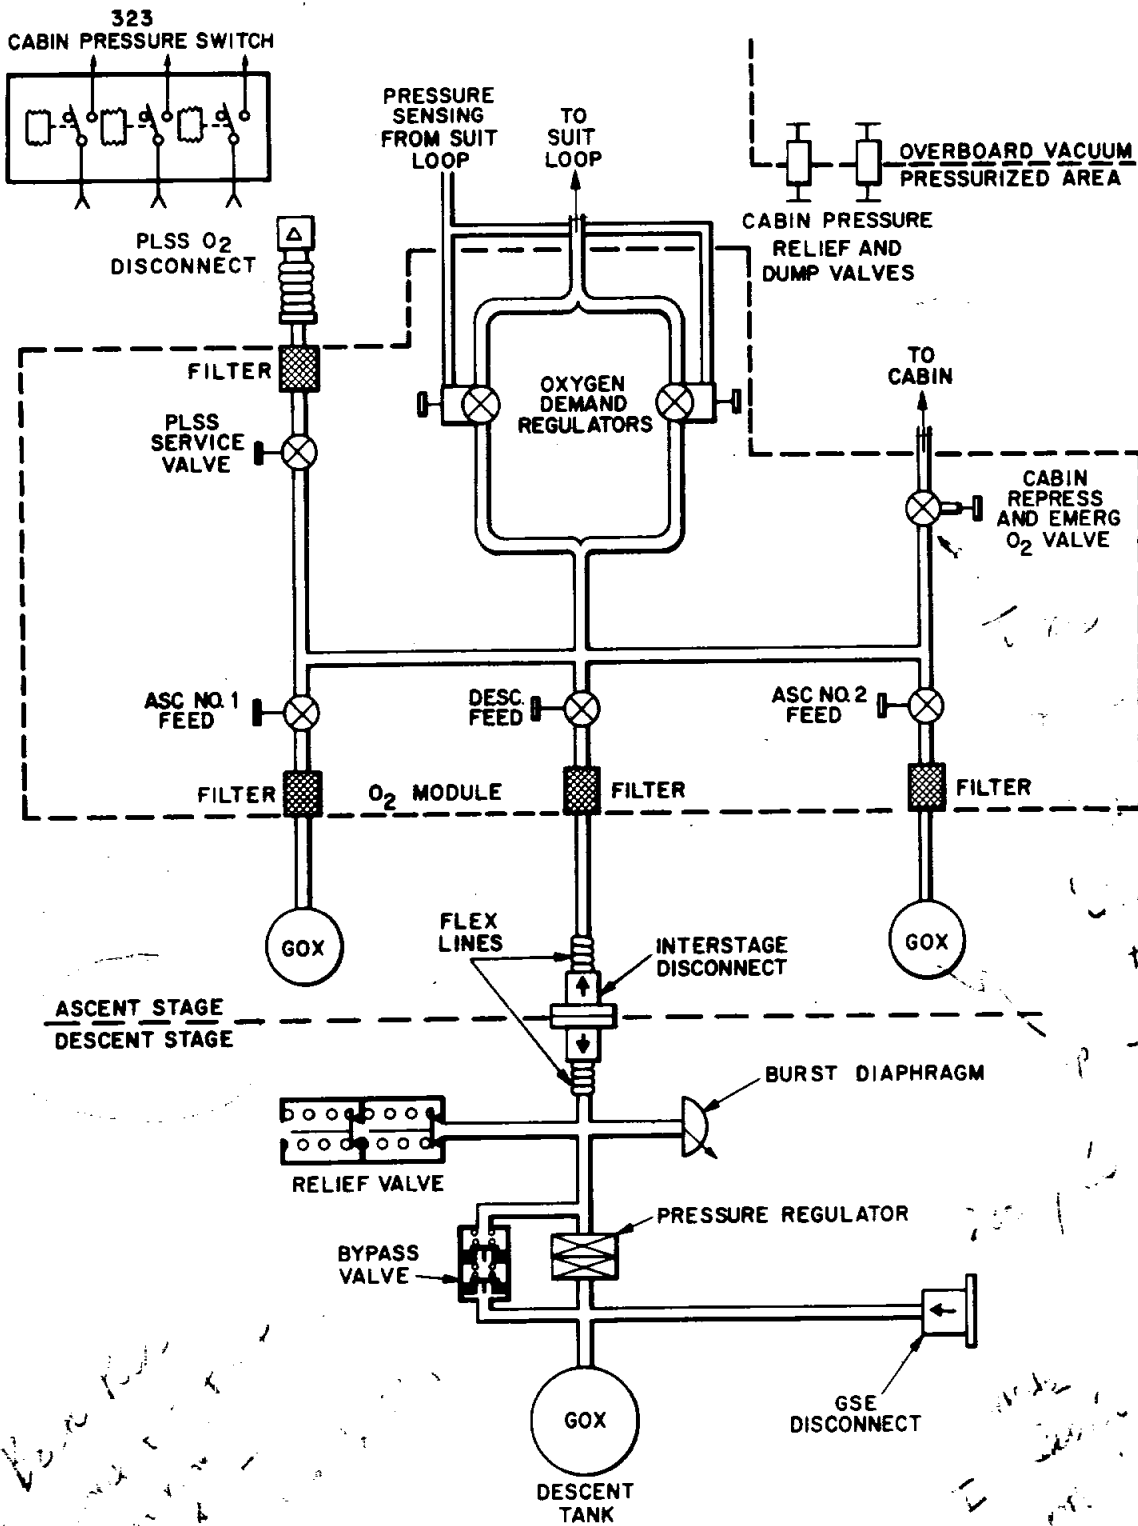 323
CABIN PRESSURE SWITCH
PRESSURE
SENSING
FROM SUIT
LOOP
TO
SUIT
LOOP
OVERBOARD VACUUM
PRESSURIZED AREA
CABIN PRESSURE
RELIEF AND
DUMP VALVES
PLSS O2
DISCONNECT
FILTER
PLSS
SERVICE
VALVE
OXYGEN
DEMAND
REGULATORS
TO
CABIN
CABIN
REPRESS
AND EMERG
O2 VALVE
ASC NO. 1
FEED
DESC.
FEED
ASC NO. 2
FEED
FILTER
O2 MODULE
FILTER
FILTER
GOX
FLEX
LINES
INTERSTAGE
DISCONNECT
GOX
ASCENT STAGE
DESCENT STAGE
BURST DIAPHRAGM
RELIEF VALVE
PRESSURE REGULATOR
BYPASS
VALVE
GSE
DISCONNECT
GOX
DESCENT
TANK